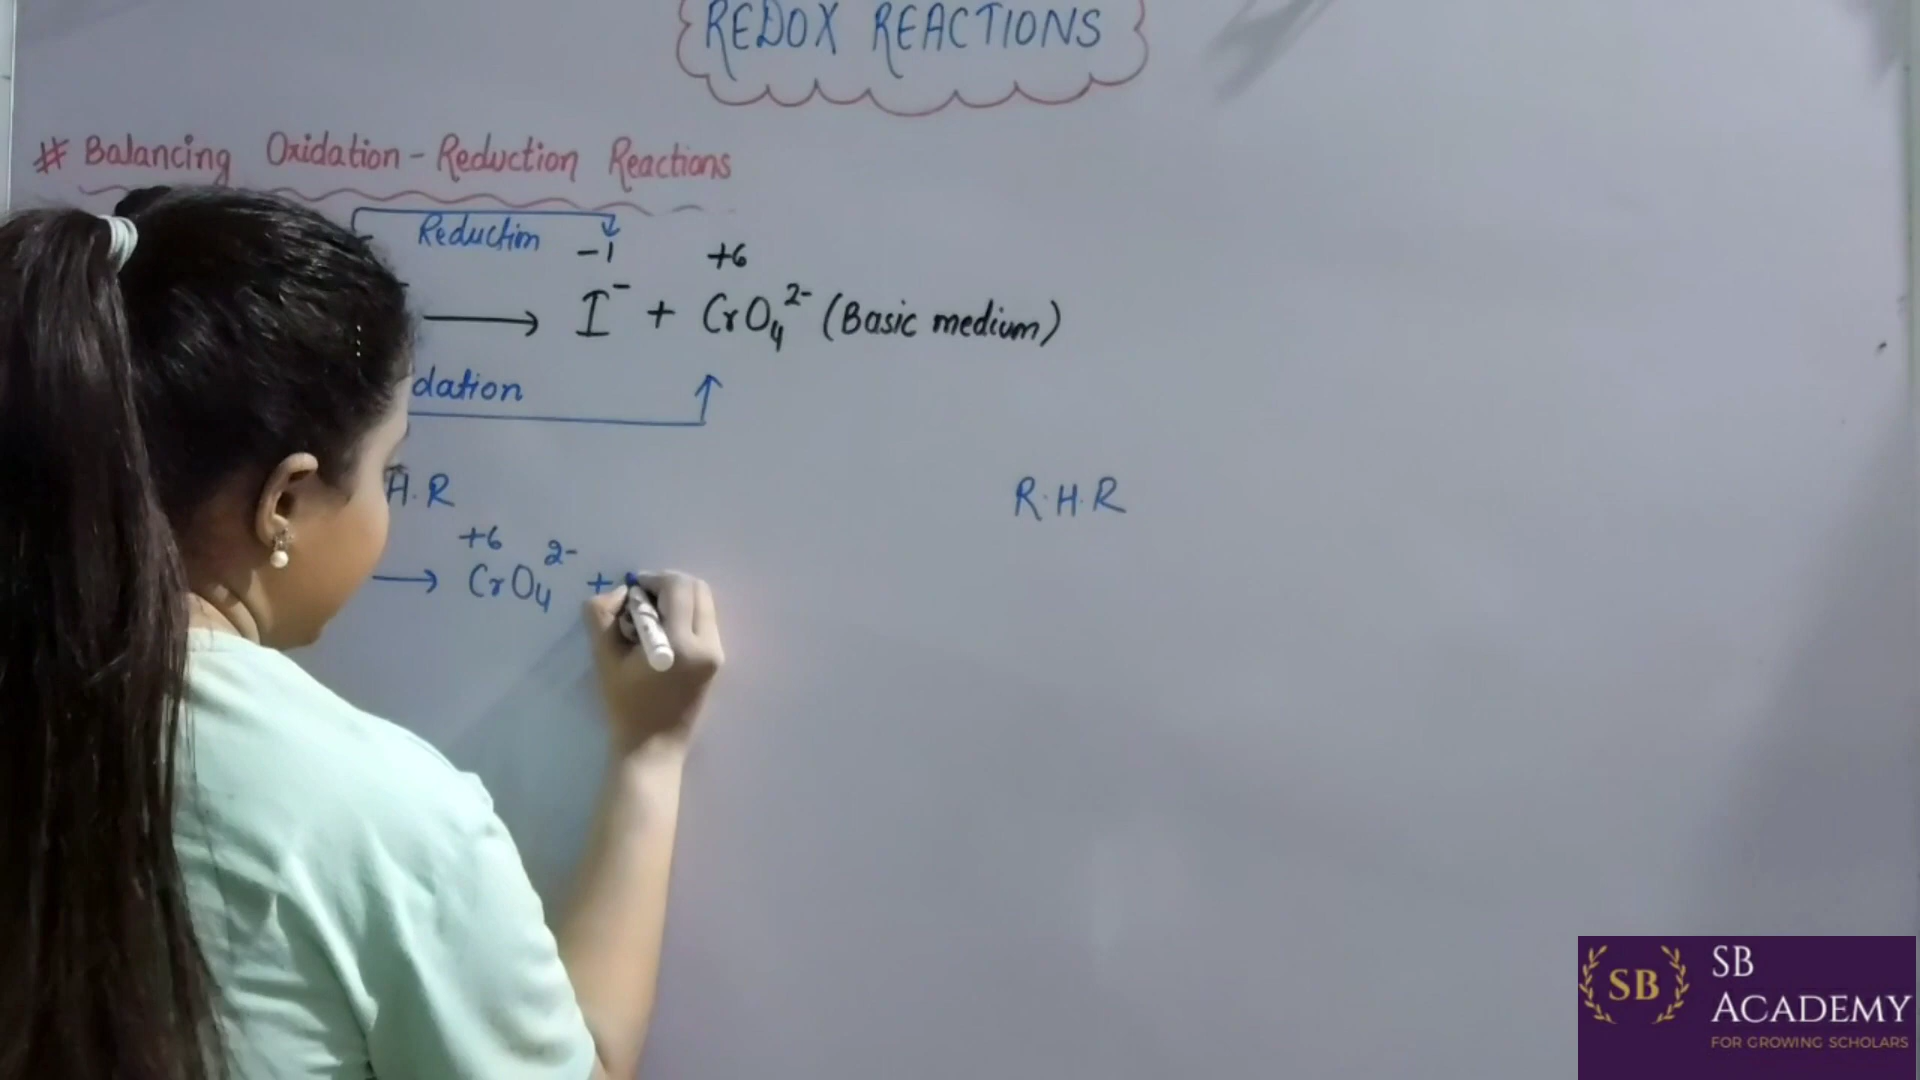 REDOX REACTIONS
# Balancing Oxidation-Reduction Reactions
Reduction
-1 +6
⟶ I⁻ + CrO₄²⁻ (Basic medium)
dation
H.R R.H.R
+6
⟶ CrO₄²⁻ +
SB
SB
ACADEMY
FOR GROWING SCHOLARS